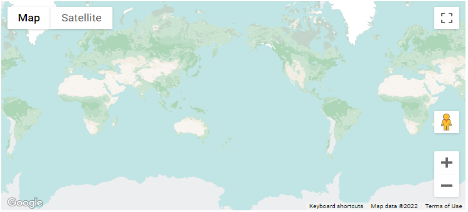 Map Satellite
Google
Keyboard shortcuts Map data ©2022 Terms of Use